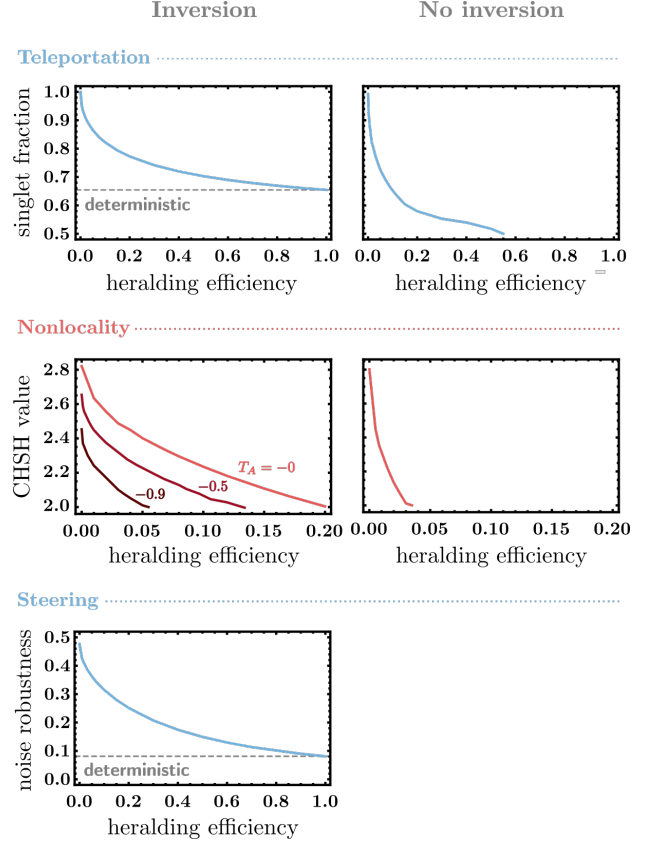 Inversion No inversion
Teleportation
singlet fraction
1.0
0.9
0.8
0.7
0.6
0.5
deterministic
0.0 0.2 0.4 0.6 0.8 1.0
heralding efficiency
0.0 0.2 0.4 0.6 0.8 1.0
heralding efficiency
Nonlocality
CHSH value
2.8
2.6
2.4
2.2
2.0
T_A = −0
−0.5
−0.9
0.00 0.05 0.10 0.15 0.20
heralding efficiency
0.00 0.05 0.10 0.15 0.20
heralding efficiency
Steering
noise robustness
0.5
0.4
0.3
0.2
0.1
0.0
deterministic
0.0 0.2 0.4 0.6 0.8 1.0
heralding efficiency